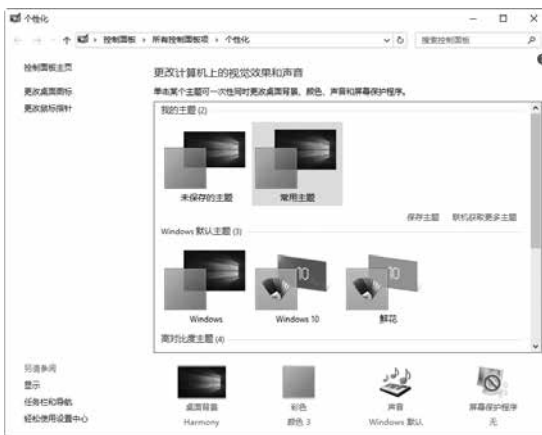 个性化
控制面板 › 所有控制面板项 › 个性化
搜索控制面板
控制面板主页
更改桌面图标
更改鼠标指针
更改计算机上的视觉效果和声音
单击某个主题可一次性同时更改桌面背景、颜色、声音和屏幕保护程序。
我的主题 (2)
未保存的主题
常用主题
保存主题 联机获取更多主题
Windows 默认主题 (3)
10
10
Windows
Windows 10
鲜花
高对比度主题 (4)
另请参阅
显示
任务栏和导航
轻松使用设置中心
桌面背景
Harmony
彩色
颜色 3
声音
Windows 默认
屏幕保护程序
无